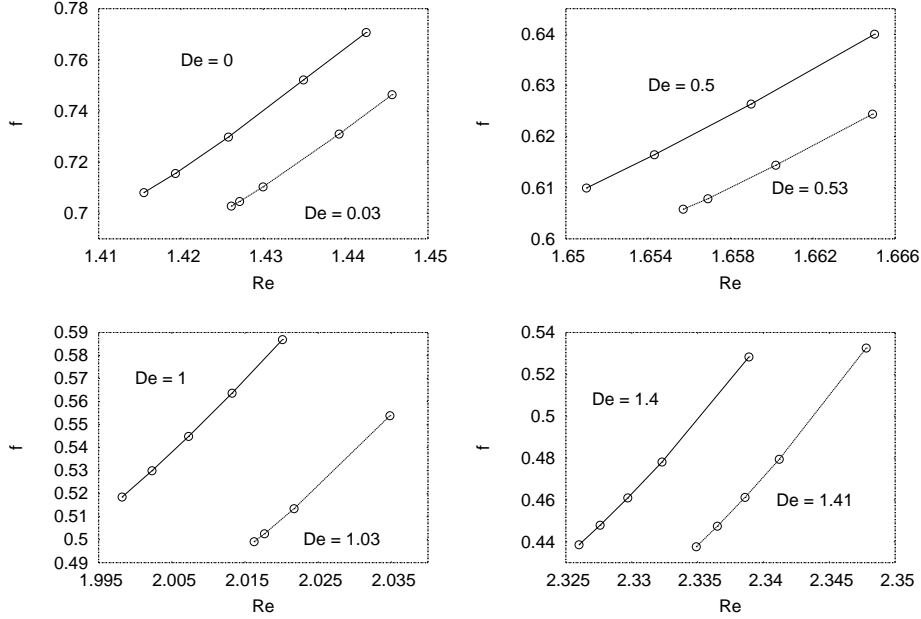 0.78
0.76
0.74
0.72
0.7
f
De = 0
De = 0.03
1.41 1.42 1.43 1.44 1.45
Re
0.64
0.63
0.62
0.61
0.6
f
De = 0.5
De = 0.53
1.65 1.654 1.658 1.662 1.666
Re
0.59
0.58
0.57
0.56
0.55
0.54
0.53
0.52
0.51
0.5
0.49
f
De = 1
De = 1.03
1.995 2.005 2.015 2.025 2.035
Re
0.54
0.52
0.5
0.48
0.46
0.44
f
De = 1.4
De = 1.41
2.325 2.33 2.335 2.34 2.345 2.35
Re